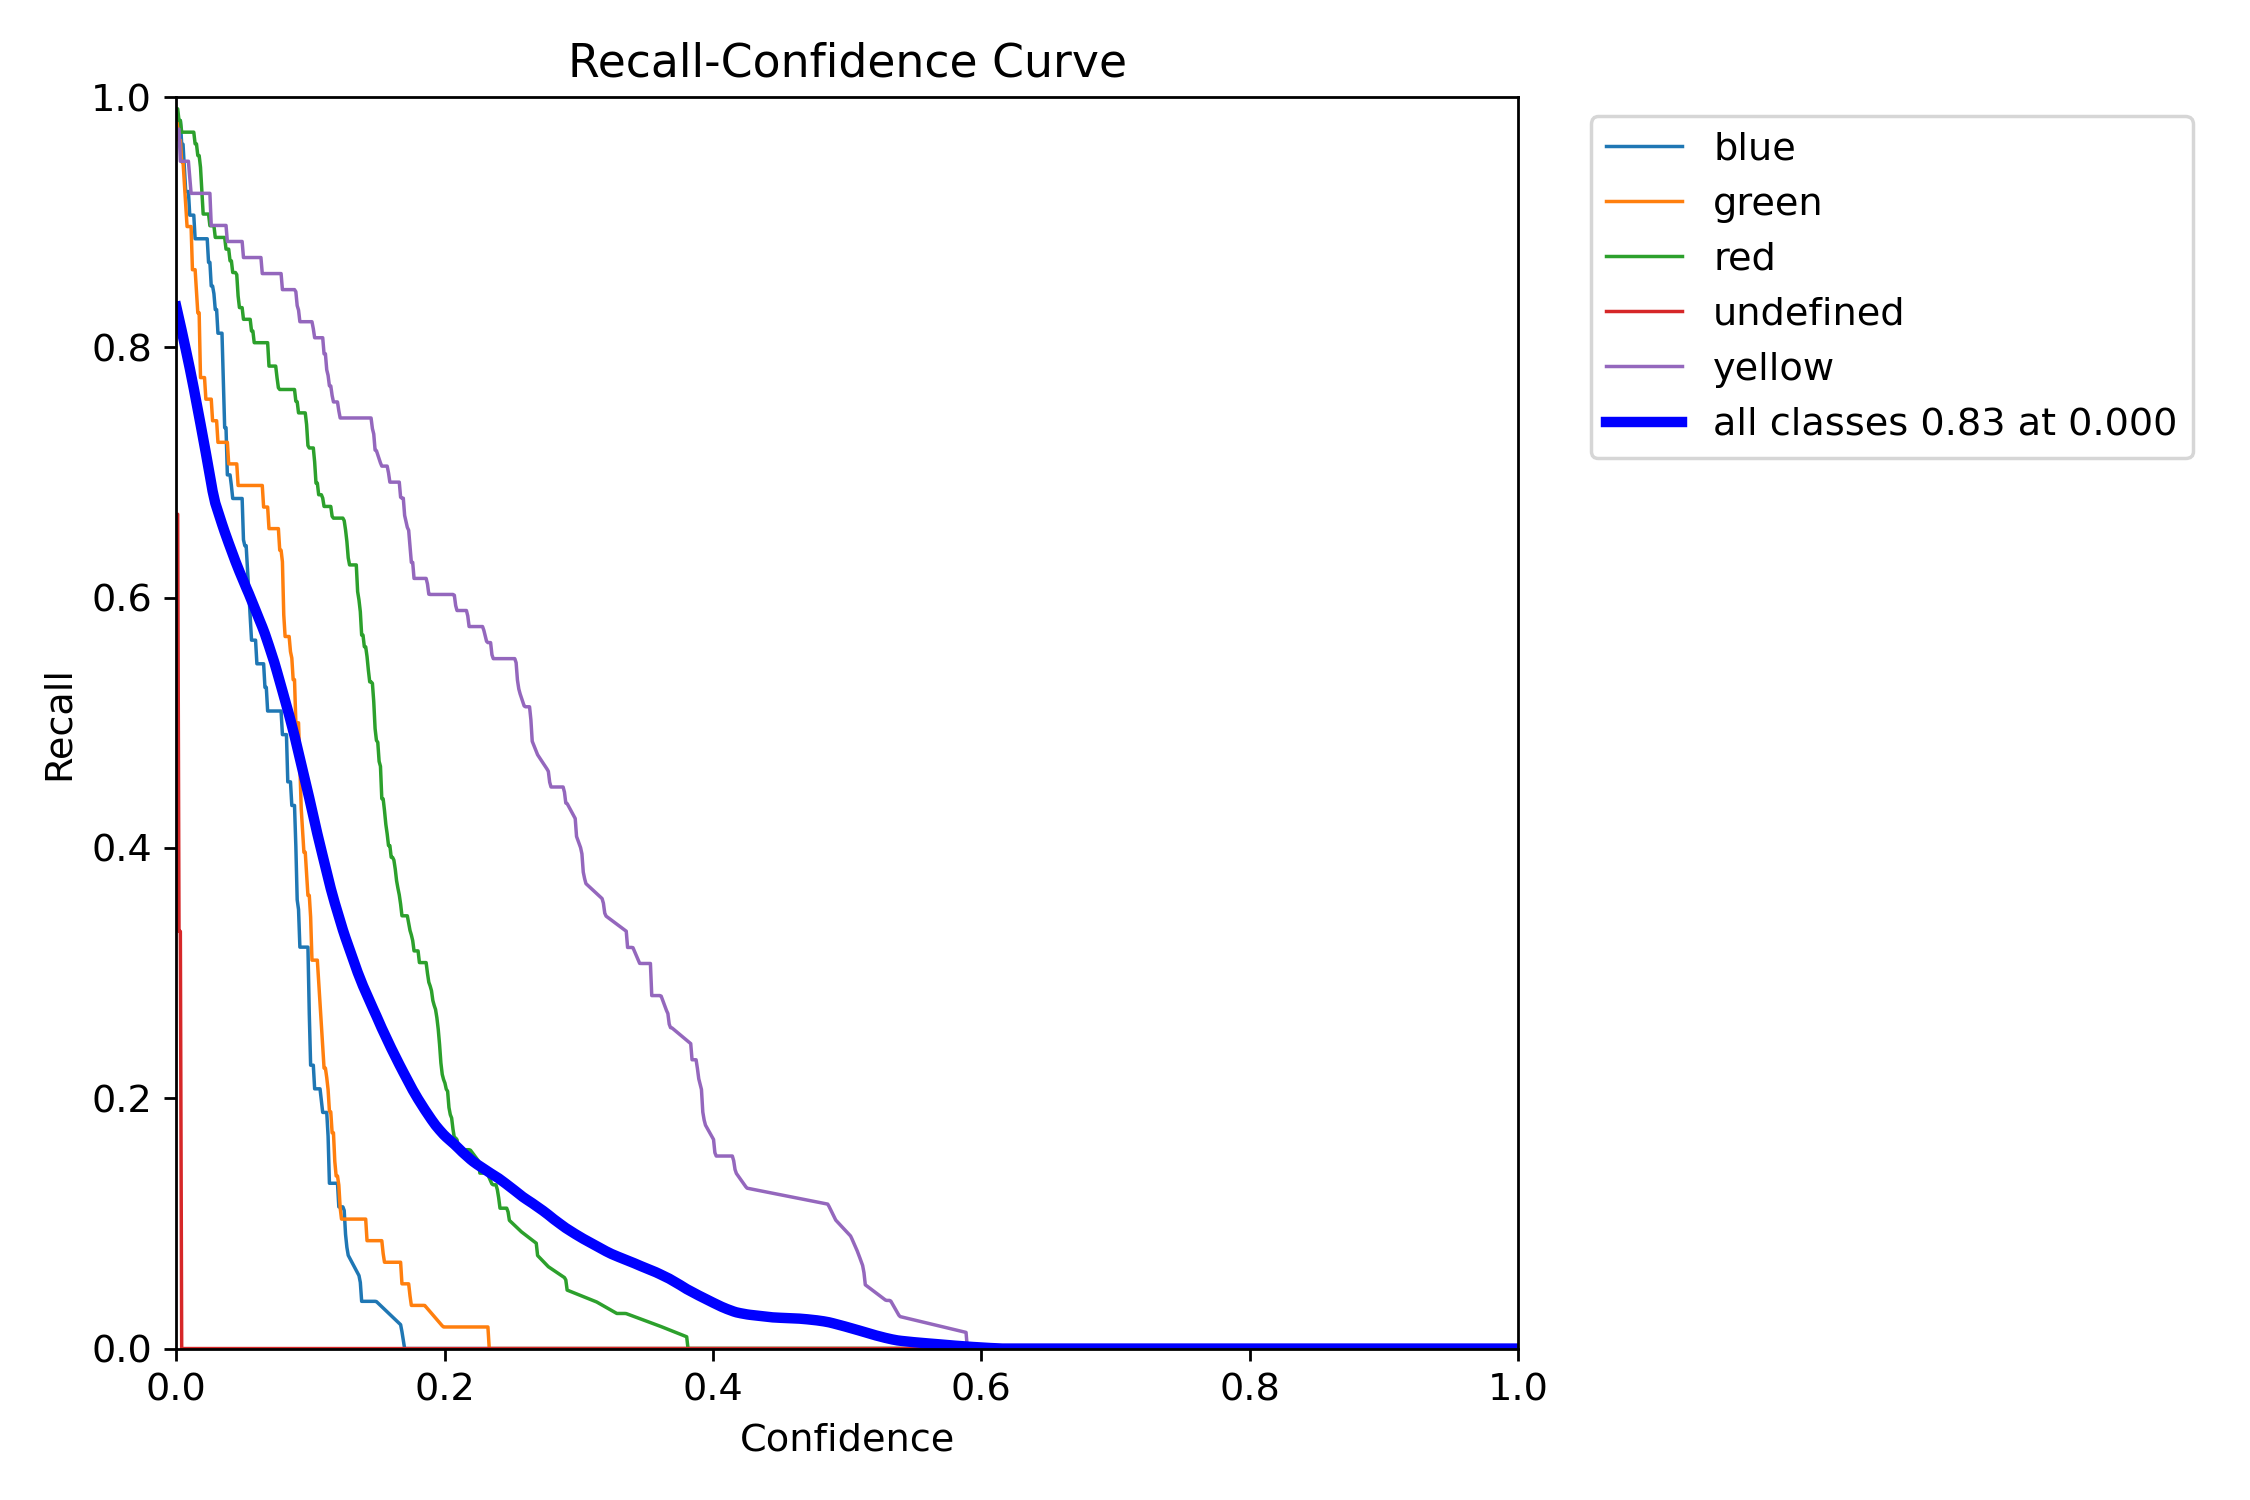 Recall-Confidence Curve
1.0
0.8
0.6
0.4
0.2
0.0
Recall
0.0 0.2 0.4 0.6 0.8 1.0
Confidence
blue
green
red
undefined
yellow
all classes 0.83 at 0.000